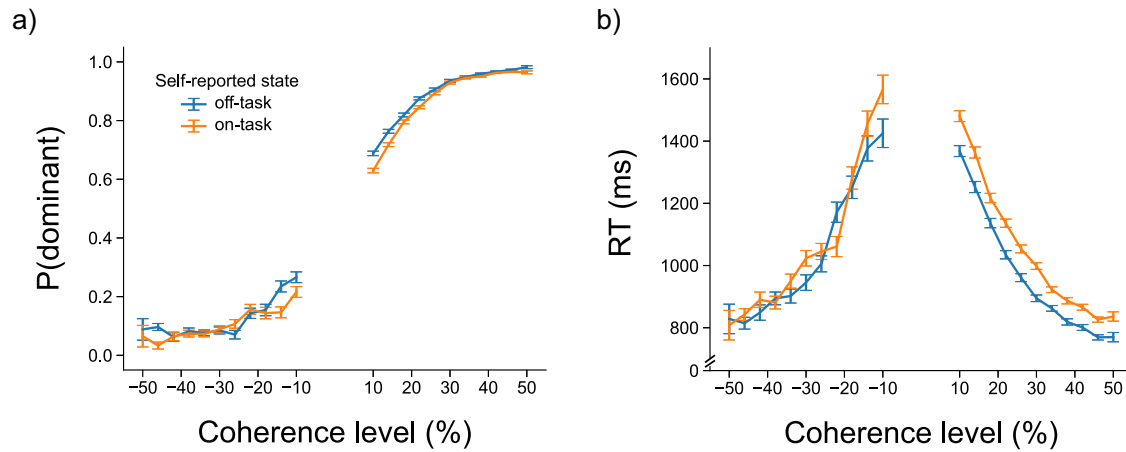 a)
P(dominant)
1.0
0.8
0.6
0.4
0.2
0.0
Self-reported state
off-task
on-task
−50 −40 −30 −20 −10 10 20 30 40 50
Coherence level (%)
b)
RT (ms)
1600
1400
1200
1000
800
0
−50 −40 −30 −20 −10 10 20 30 40 50
Coherence level (%)